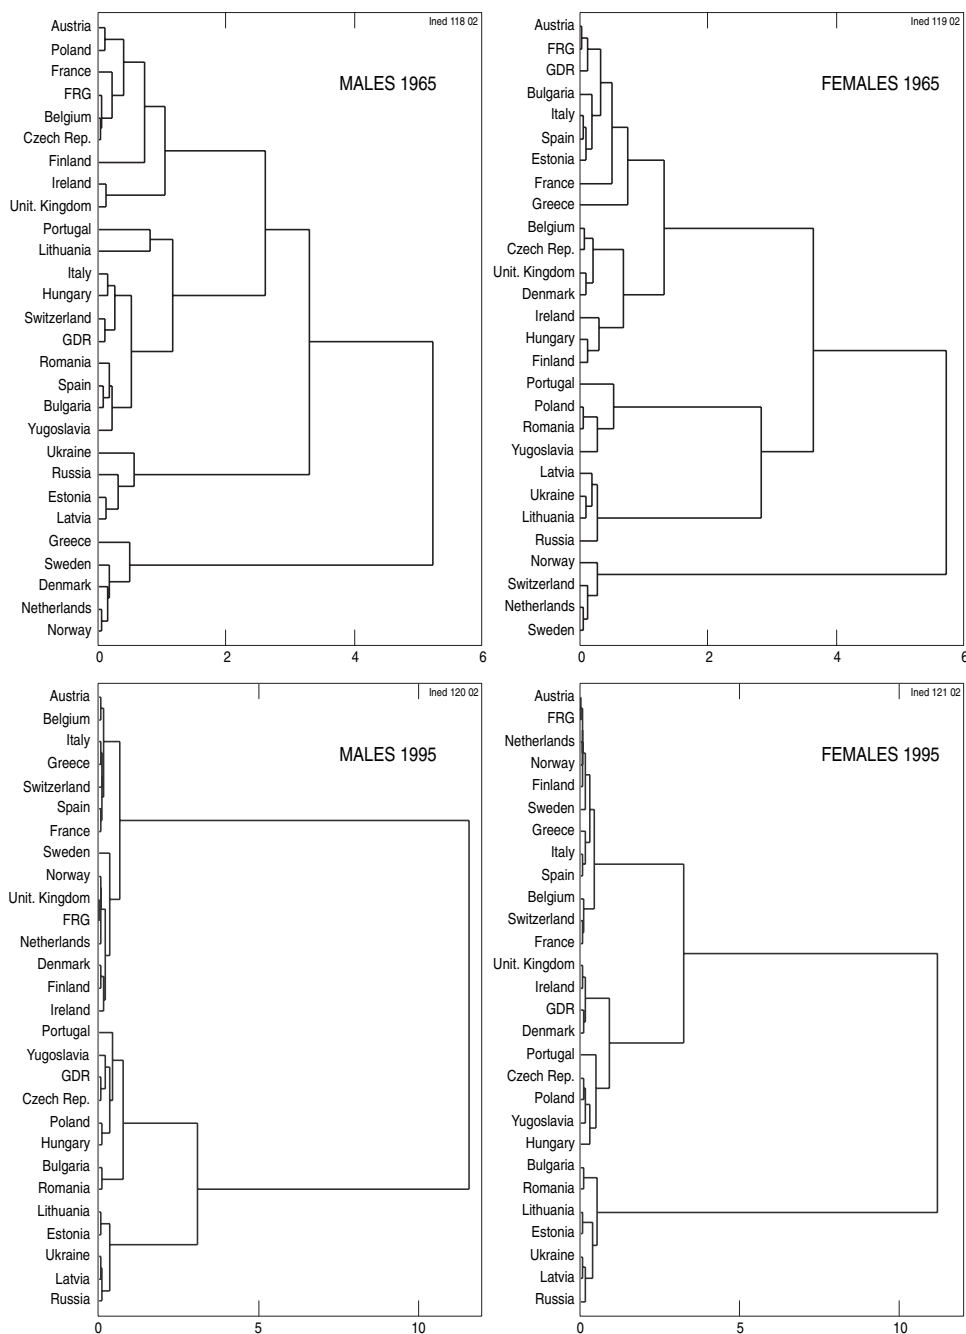 Ined 118 02
MALES 1965
Austria
Poland
France
FRG
Belgium
Czech Rep.
Finland
Ireland
Unit. Kingdom
Portugal
Lithuania
Italy
Hungary
Switzerland
GDR
Romania
Spain
Bulgaria
Yugoslavia
Ukraine
Russia
Estonia
Latvia
Greece
Sweden
Denmark
Netherlands
Norway
0 2 4 6
Ined 119 02
FEMALES 1965
Austria
FRG
GDR
Bulgaria
Italy
Spain
Estonia
France
Greece
Belgium
Czech Rep.
Unit. Kingdom
Denmark
Ireland
Hungary
Finland
Portugal
Poland
Romania
Yugoslavia
Latvia
Ukraine
Lithuania
Russia
Norway
Switzerland
Netherlands
Sweden
0 2 4 6
Ined 120 02
MALES 1995
Austria
Belgium
Italy
Greece
Switzerland
Spain
France
Sweden
Norway
Unit. Kingdom
FRG
Netherlands
Denmark
Finland
Ireland
Portugal
Yugoslavia
GDR
Czech Rep.
Poland
Hungary
Bulgaria
Romania
Lithuania
Estonia
Ukraine
Latvia
Russia
0 5 10
Ined 121 02
FEMALES 1995
Austria
FRG
Netherlands
Norway
Finland
Sweden
Greece
Italy
Spain
Belgium
Switzerland
France
Unit. Kingdom
Ireland
GDR
Denmark
Portugal
Czech Rep.
Poland
Yugoslavia
Hungary
Bulgaria
Romania
Lithuania
Estonia
Ukraine
Latvia
Russia
0 5 10